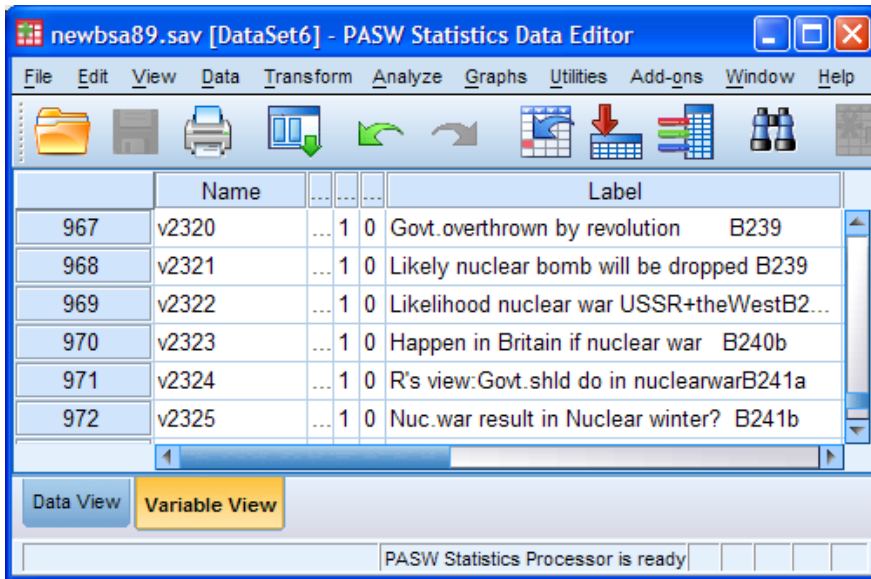 newbsa89.sav [DataSet6] - PASW Statistics Data Editor
File Edit View Data Transform Analyze Graphs Utilities Add-ons Window Help
Name ... ... ... Label
967 v2320 ... 1 0 Govt.overthrown by revolution B239
968 v2321 ... 1 0 Likely nuclear bomb will be dropped B239
969 v2322 ... 1 0 Likelihood nuclear war USSR+theWestB2...
970 v2323 ... 1 0 Happen in Britain if nuclear war B240b
971 v2324 ... 1 0 R's view:Govt.shld do in nuclearwarB241a
972 v2325 ... 1 0 Nuc.war result in Nuclear winter? B241b
Data View Variable View
PASW Statistics Processor is ready